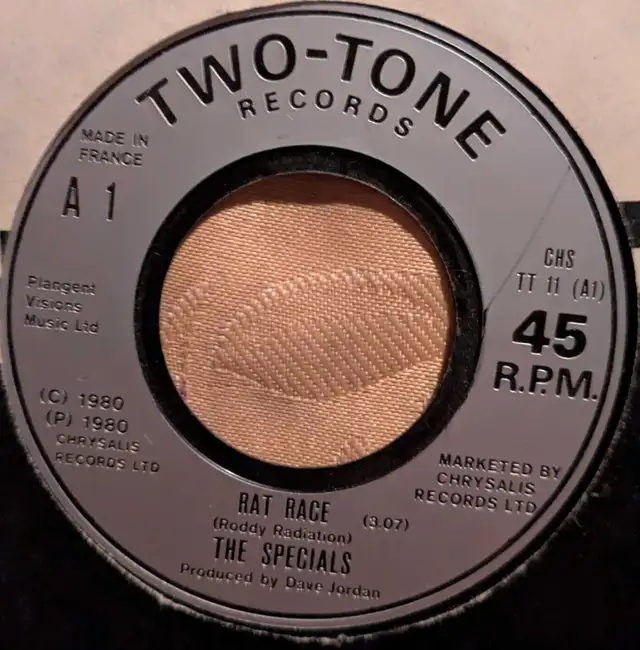 TWO-TONE
RECORDS
MADE IN
FRANCE
A 1
CHS
TT 11 (A1)
45
R.P.M.
Plangent
Visions
Music Ltd
(C) 1980
(P) 1980
CHRYSALIS
RECORDS LTD
MARKETED BY
CHRYSALIS
RECORDS LTD
RAT RACE (3.07)
(Roddy Radiation)
THE SPECIALS
Produced by Dave Jordan